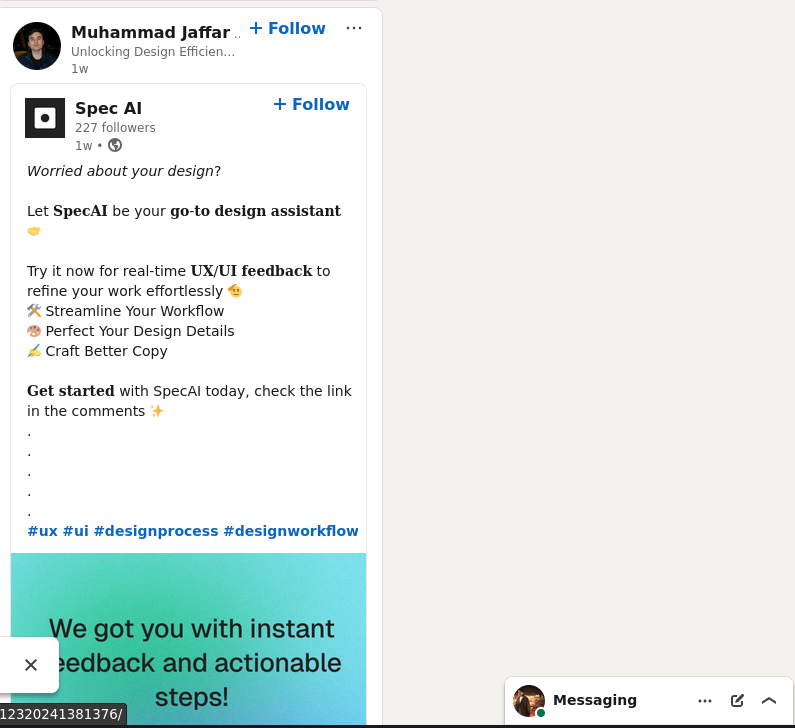 Muhammad Jaffar ..
+ Follow
Unlocking Design Efficien...
1w
Spec AI
+ Follow
227 followers
1w •
Worried about your design?
Let SpecAI be your go-to design assistant
🤝
Try it now for real-time UX/UI feedback to
refine your work effortlessly 🫡
🛠 Streamline Your Workflow
🎨 Perfect Your Design Details
✍ Craft Better Copy
Get started with SpecAI today, check the link
in the comments ✨
.
.
.
.
.
#ux #ui #designprocess #designworkflow
We got you with instant
eedback and actionable
steps!
12320241381376/
Messaging